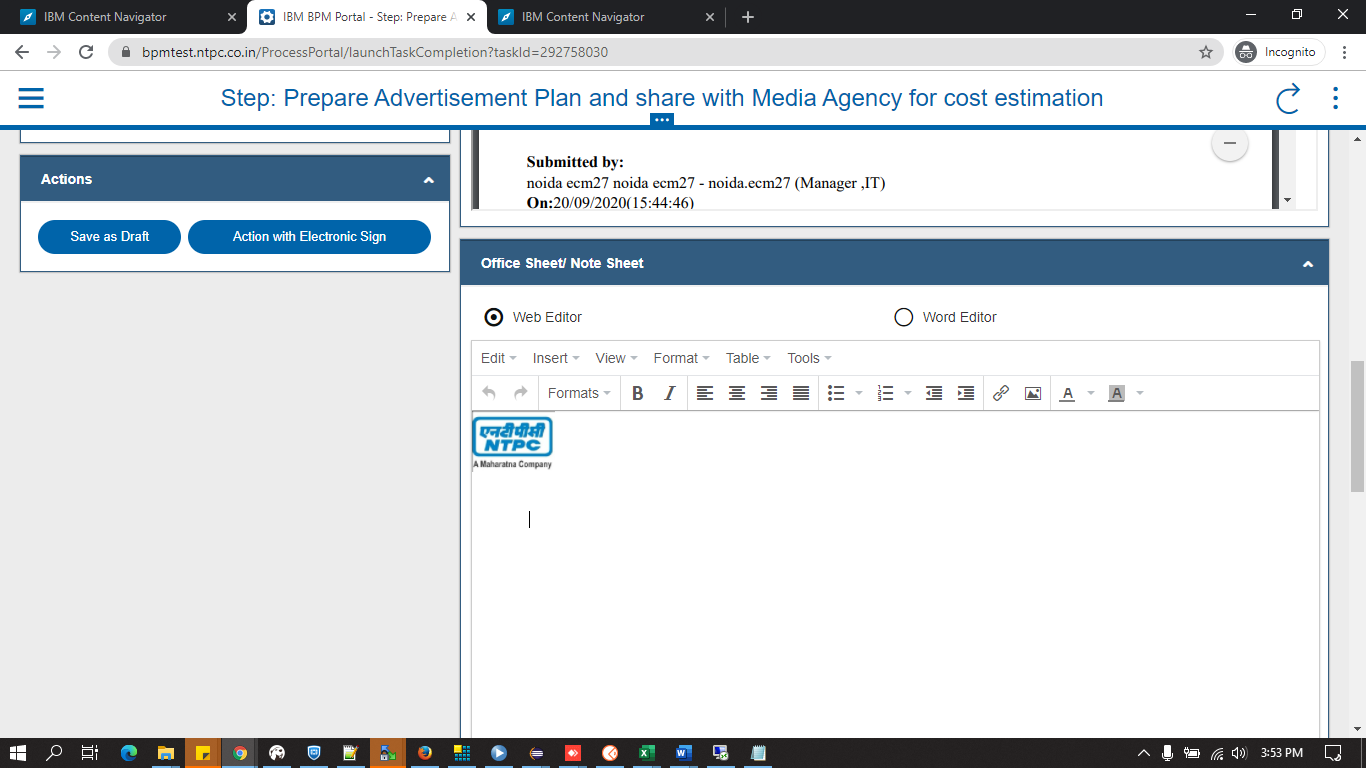 IBM Content Navigator
IBM BPM Portal - Step: Prepare A
IBM Content Navigator
bpmtest.ntpc.co.in/ProcessPortal/launchTaskCompletion?taskId=292758030
Incognito
Step: Prepare Advertisement Plan and share with Media Agency for cost estimation
Actions
Save as Draft
Action with Electronic Sign
Submitted by:
noida ecm27 noida ecm27 - noida.ecm27 (Manager ,IT)
On:20/09/2020(15:44:46)
Office Sheet/ Note Sheet
Web Editor
Word Editor
Edit Insert View Format Table Tools
Formats B I A A
एनटीपीसी
NTPC
A Maharatna Company
3:53 PM